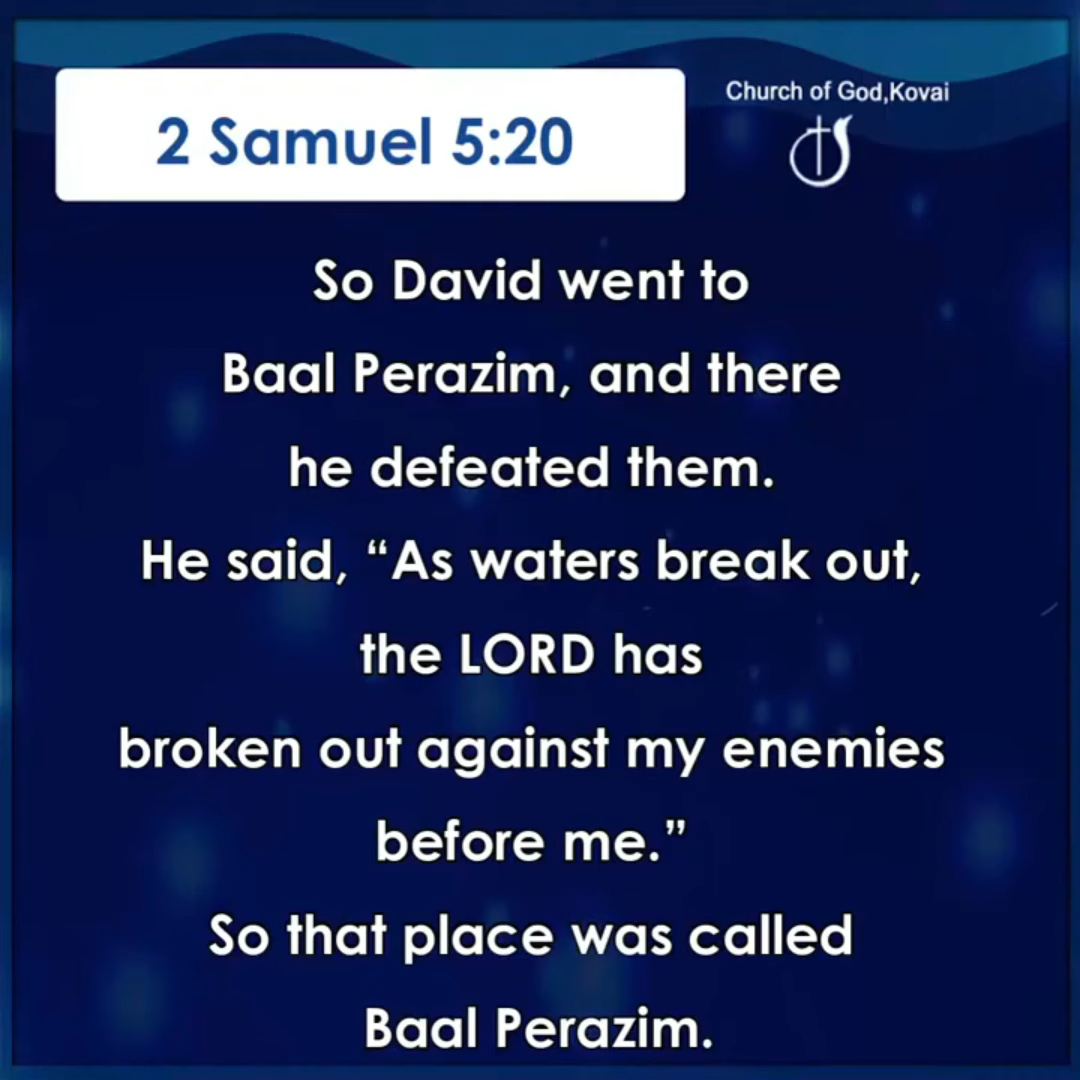 2 Samuel 5:20
Church of God,Kovai
So David went to
Baal Perazim, and there
he defeated them.
He said, “As waters break out,
the LORD has
broken out against my enemies
before me.”
So that place was called
Baal Perazim.